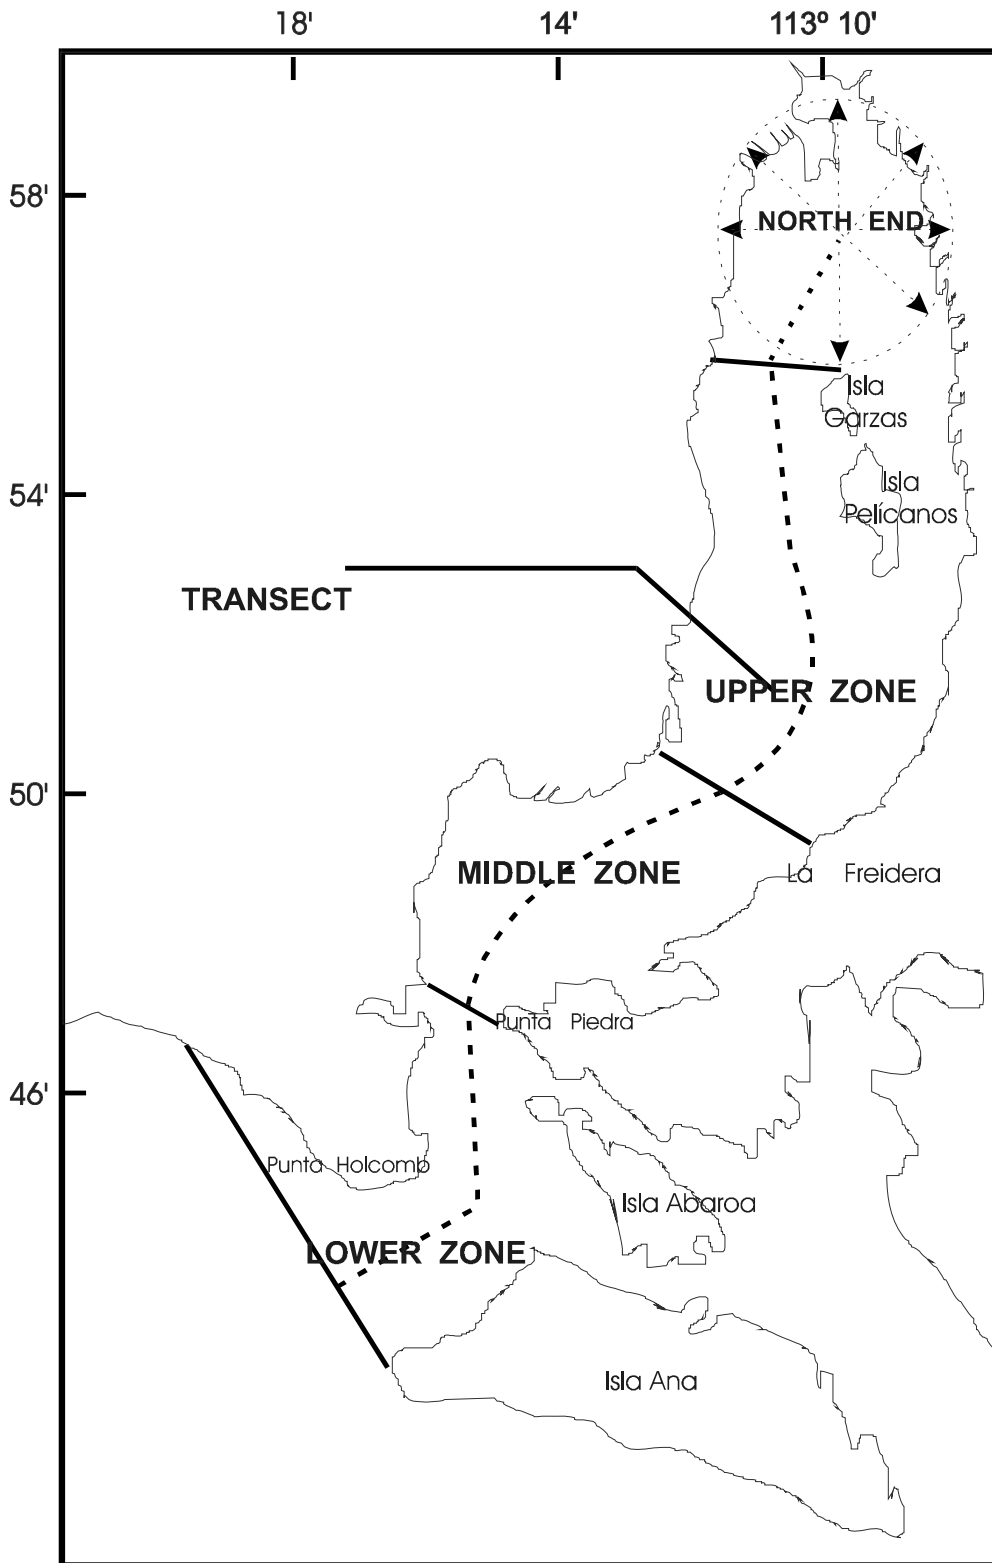 18' 14' 113º 10'
58'
NORTH END
Isla
Garzas
54'
Isla
Pelícanos
TRANSECT
UPPER ZONE
50'
MIDDLE ZONE
La Freidera
Punta Piedra
46'
Punta Holcomb
Isla Abaroa
LOWER ZONE
Isla Ana